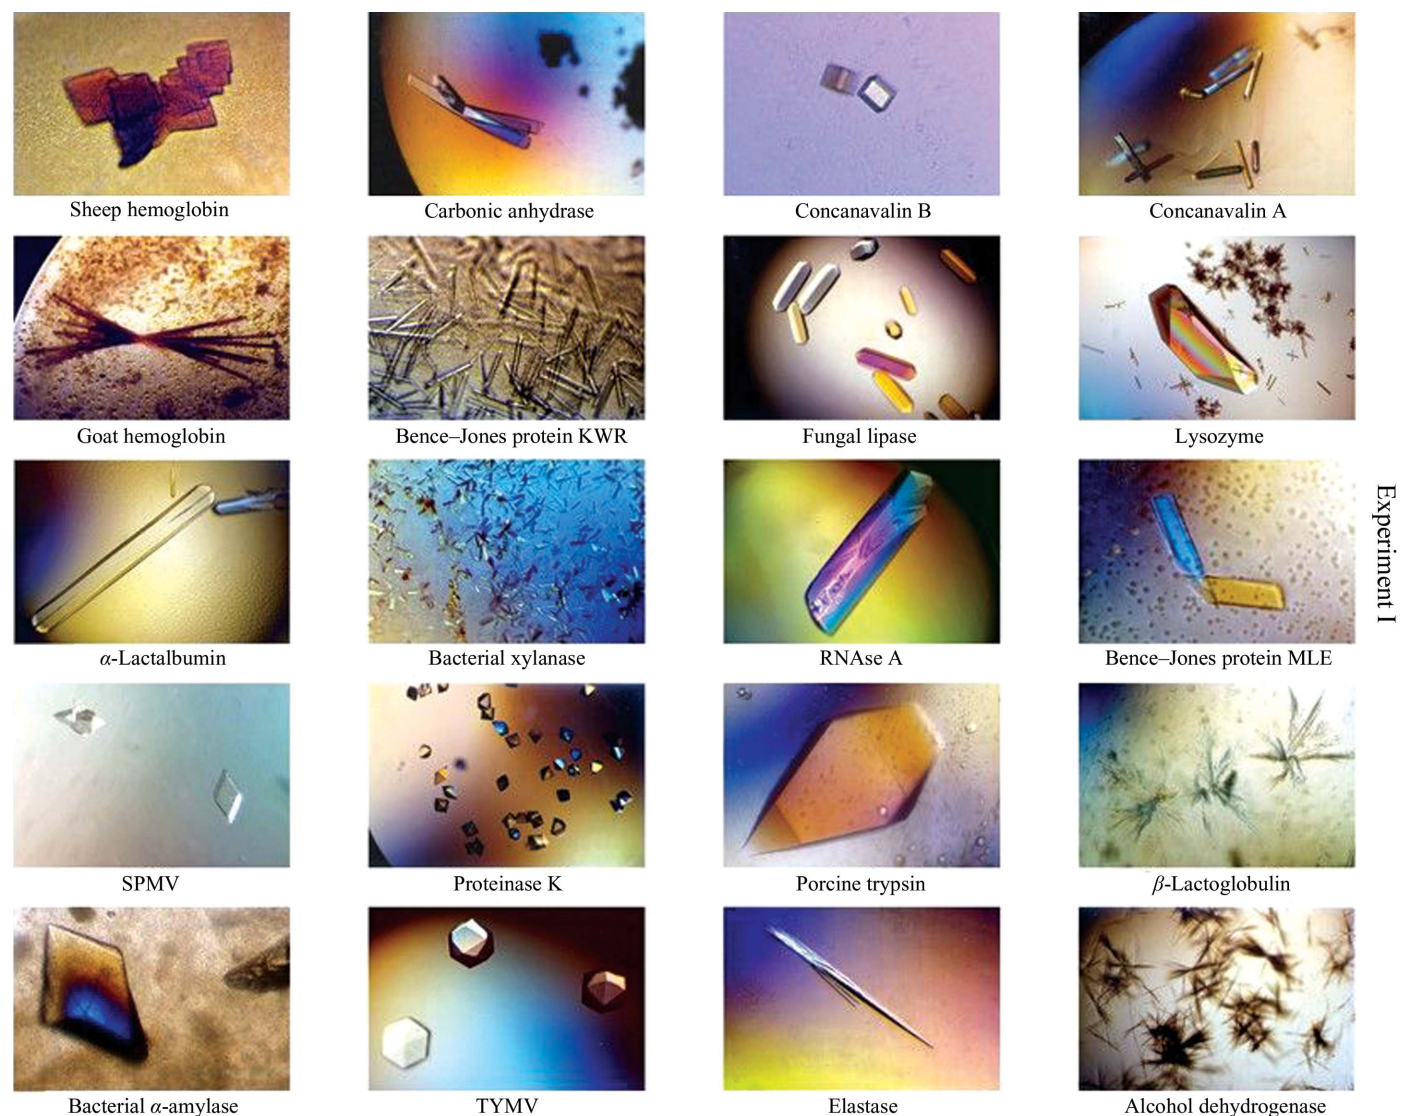 Sheep hemoglobin
Carbonic anhydrase
Concanavalin B
Concanavalin A
Goat hemoglobin
Bence–Jones protein KWR
Fungal lipase
Lysozyme
α-Lactalbumin
Bacterial xylanase
RNAse A
Bence–Jones protein MLE
Experiment I
SPMV
Proteinase K
Porcine trypsin
β-Lactoglobulin
Bacterial α-amylase
TYMV
Elastase
Alcohol dehydrogenase